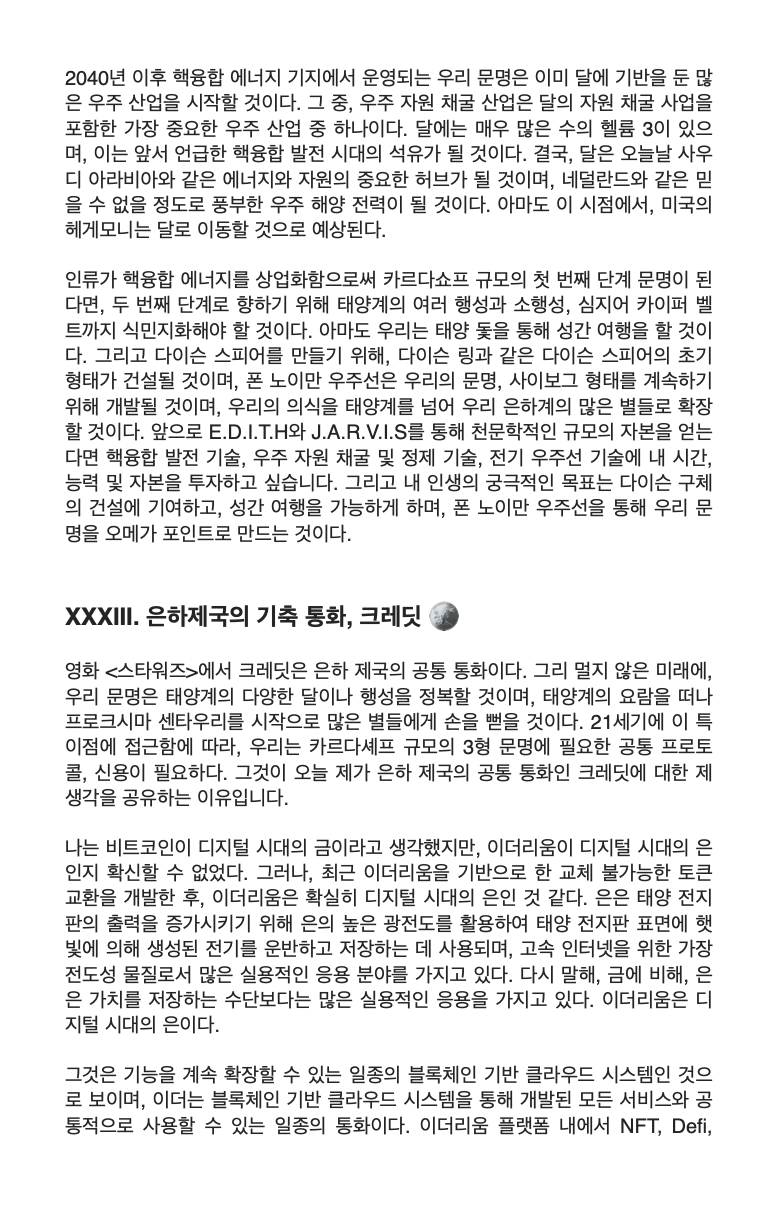 2040년 이후 핵융합 에너지 기지에서 운영되는 우리 문명은 이미 달에 기반을 둔 많
은 우주 산업을 시작할 것이다. 그 중, 우주 자원 채굴 산업은 달의 자원 채굴 사업을
포함한 가장 중요한 우주 산업 중 하나이다. 달에는 매우 많은 수의 헬륨 3이 있으
며, 이는 앞서 언급한 핵융합 발전 시대의 석유가 될 것이다. 결국, 달은 오늘날 사우
디 아라비아와 같은 에너지와 자원의 중요한 허브가 될 것이며, 네덜란드와 같은 믿
을 수 없을 정도로 풍부한 우주 해양 전력이 될 것이다. 아마도 이 시점에서, 미국의
헤게모니는 달로 이동할 것으로 예상된다.
인류가 핵융합 에너지를 상업화함으로써 카르다쇼프 규모의 첫 번째 단계 문명이 된
다면, 두 번째 단계로 향하기 위해 태양계의 여러 행성과 소행성, 심지어 카이퍼 벨
트까지 식민지화해야 할 것이다. 아마도 우리는 태양 돛을 통해 성간 여행을 할 것이
다. 그리고 다이슨 스피어를 만들기 위해, 다이슨 링과 같은 다이슨 스피어의 초기
형태가 건설될 것이며, 폰 노이만 우주선은 우리의 문명, 사이보그 형태를 계속하기
위해 개발될 것이며, 우리의 의식을 태양계를 넘어 우리 은하계의 많은 별들로 확장
할 것이다. 앞으로 E.D.I.T.H와 J.A.R.V.I.S를 통해 천문학적인 규모의 자본을 얻는
다면 핵융합 발전 기술, 우주 자원 채굴 및 정제 기술, 전기 우주선 기술에 내 시간,
능력 및 자본을 투자하고 싶습니다. 그리고 내 인생의 궁극적인 목표는 다이슨 구체
의 건설에 기여하고, 성간 여행을 가능하게 하며, 폰 노이만 우주선을 통해 우리 문
명을 오메가 포인트로 만드는 것이다.
XXXIII. 은하제국의 기축 통화, 크레딧
영화 <스타워즈>에서 크레딧은 은하 제국의 공통 통화이다. 그리 멀지 않은 미래에,
우리 문명은 태양계의 다양한 달이나 행성을 정복할 것이며, 태양계의 요람을 떠나
프로크시마 센타우리를 시작으로 많은 별들에게 손을 뻗을 것이다. 21세기에 이 특
이점에 접근함에 따라, 우리는 카르다셰프 규모의 3형 문명에 필요한 공통 프로토
콜, 신용이 필요하다. 그것이 오늘 제가 은하 제국의 공통 통화인 크레딧에 대한 제
생각을 공유하는 이유입니다.
나는 비트코인이 디지털 시대의 금이라고 생각했지만, 이더리움이 디지털 시대의 은
인지 확신할 수 없었다. 그러나, 최근 이더리움을 기반으로 한 교체 불가능한 토큰
교환을 개발한 후, 이더리움은 확실히 디지털 시대의 은인 것 같다. 은은 태양 전지
판의 출력을 증가시키기 위해 은의 높은 광전도를 활용하여 태양 전지판 표면에 햇
빛에 의해 생성된 전기를 운반하고 저장하는 데 사용되며, 고속 인터넷을 위한 가장
전도성 물질로서 많은 실용적인 응용 분야를 가지고 있다. 다시 말해, 금에 비해, 은
은 가치를 저장하는 수단보다는 많은 실용적인 응용을 가지고 있다. 이더리움은 디
지털 시대의 은이다.
그것은 기능을 계속 확장할 수 있는 일종의 블록체인 기반 클라우드 시스템인 것으
로 보이며, 이더는 블록체인 기반 클라우드 시스템을 통해 개발된 모든 서비스와 공
통적으로 사용할 수 있는 일종의 통화이다. 이더리움 플랫폼 내에서 NFT, Defi,